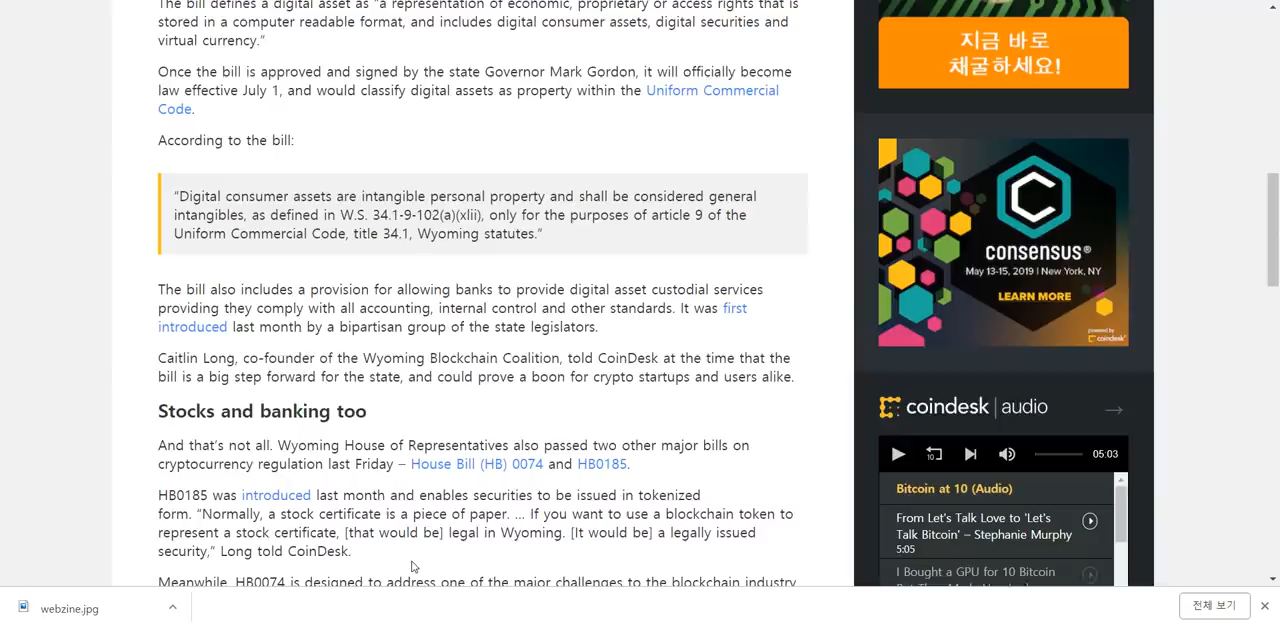 The bill defines a digital asset as “a representation of economic, proprietary or access rights that is
stored in a computer readable format, and includes digital consumer assets, digital securities and
virtual currency.”
Once the bill is approved and signed by the state Governor Mark Gordon, it will officially become
law effective July 1, and would classify digital assets as property within the Uniform Commercial
Code.
According to the bill:
“Digital consumer assets are intangible personal property and shall be considered general
intangibles, as defined in W.S. 34.1-9-102(a)(xlii), only for the purposes of article 9 of the
Uniform Commercial Code, title 34.1, Wyoming statutes.”
The bill also includes a provision for allowing banks to provide digital asset custodial services
providing they comply with all accounting, internal control and other standards. It was first
introduced last month by a bipartisan group of the state legislators.
Caitlin Long, co-founder of the Wyoming Blockchain Coalition, told CoinDesk at the time that the
bill is a big step forward for the state, and could prove a boon for crypto startups and users alike.
Stocks and banking too
And that’s not all. Wyoming House of Representatives also passed two other major bills on
cryptocurrency regulation last Friday – House Bill (HB) 0074 and HB0185.
HB0185 was introduced last month and enables securities to be issued in tokenized
form. “Normally, a stock certificate is a piece of paper. … If you want to use a blockchain token to
represent a stock certificate, [that would be] legal in Wyoming. [It would be] a legally issued
security,” Long told CoinDesk.
Meanwhile, HB0074 is designed to address one of the major challenges to the blockchain industry
지금 바로
채굴하세요!
consensus®
May 13-15, 2019 | New York, NY
LEARN MORE
powered by
coindesk
coindesk | audio
10
05:03
Bitcoin at 10 (Audio)
From Let's Talk Love to 'Let's
Talk Bitcoin' – Stephanie Murphy
5:05
I Bought a GPU for 10 Bitcoin
webzine.jpg
전체 보기